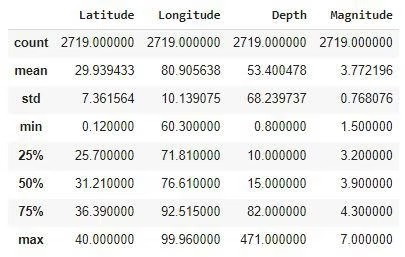 Latitude Longitude Depth Magnitude
count 2719.000000 2719.000000 2719.000000 2719.000000
mean 29.939433 80.905638 53.400478 3.772196
std 7.361564 10.139075 68.239737 0.768076
min 0.120000 60.300000 0.800000 1.500000
25% 25.700000 71.810000 10.000000 3.200000
50% 31.210000 76.610000 15.000000 3.900000
75% 36.390000 92.515000 82.000000 4.300000
max 40.000000 99.960000 471.000000 7.000000